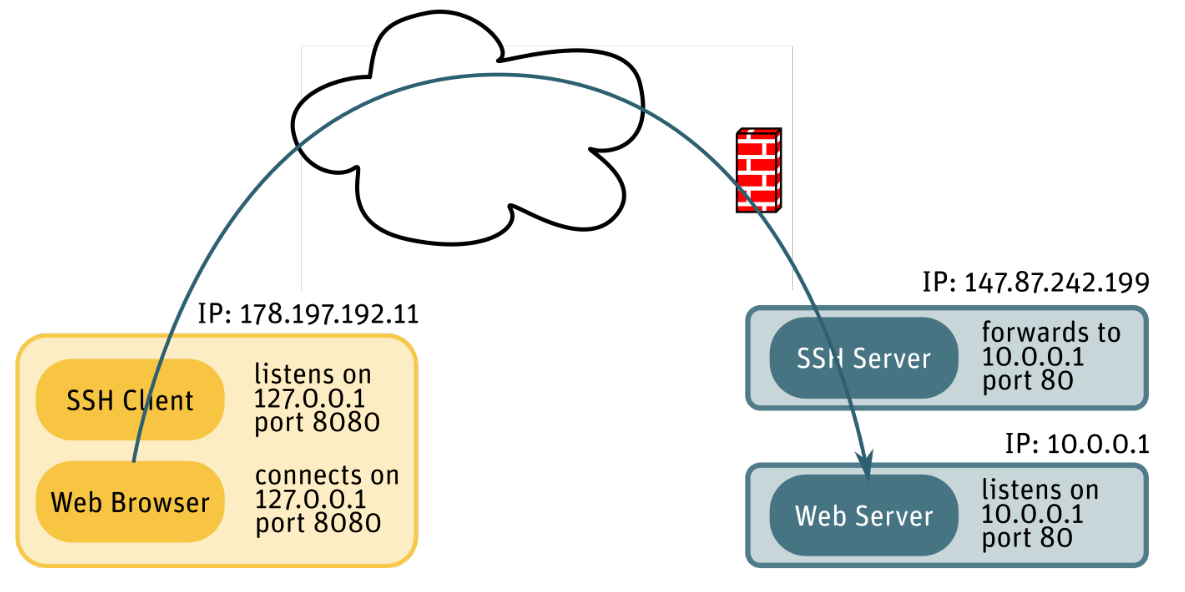 IP: 147.87.242.199
IP: 178.197.192.11
SSH Client
listens on
127.0.0.1
port 8080
Web Browser
connects on
127.0.0.1
port 8080
SSH Server
forwards to
10.0.0.1
port 80
IP: 10.0.0.1
Web Server
listens on
10.0.0.1
port 80